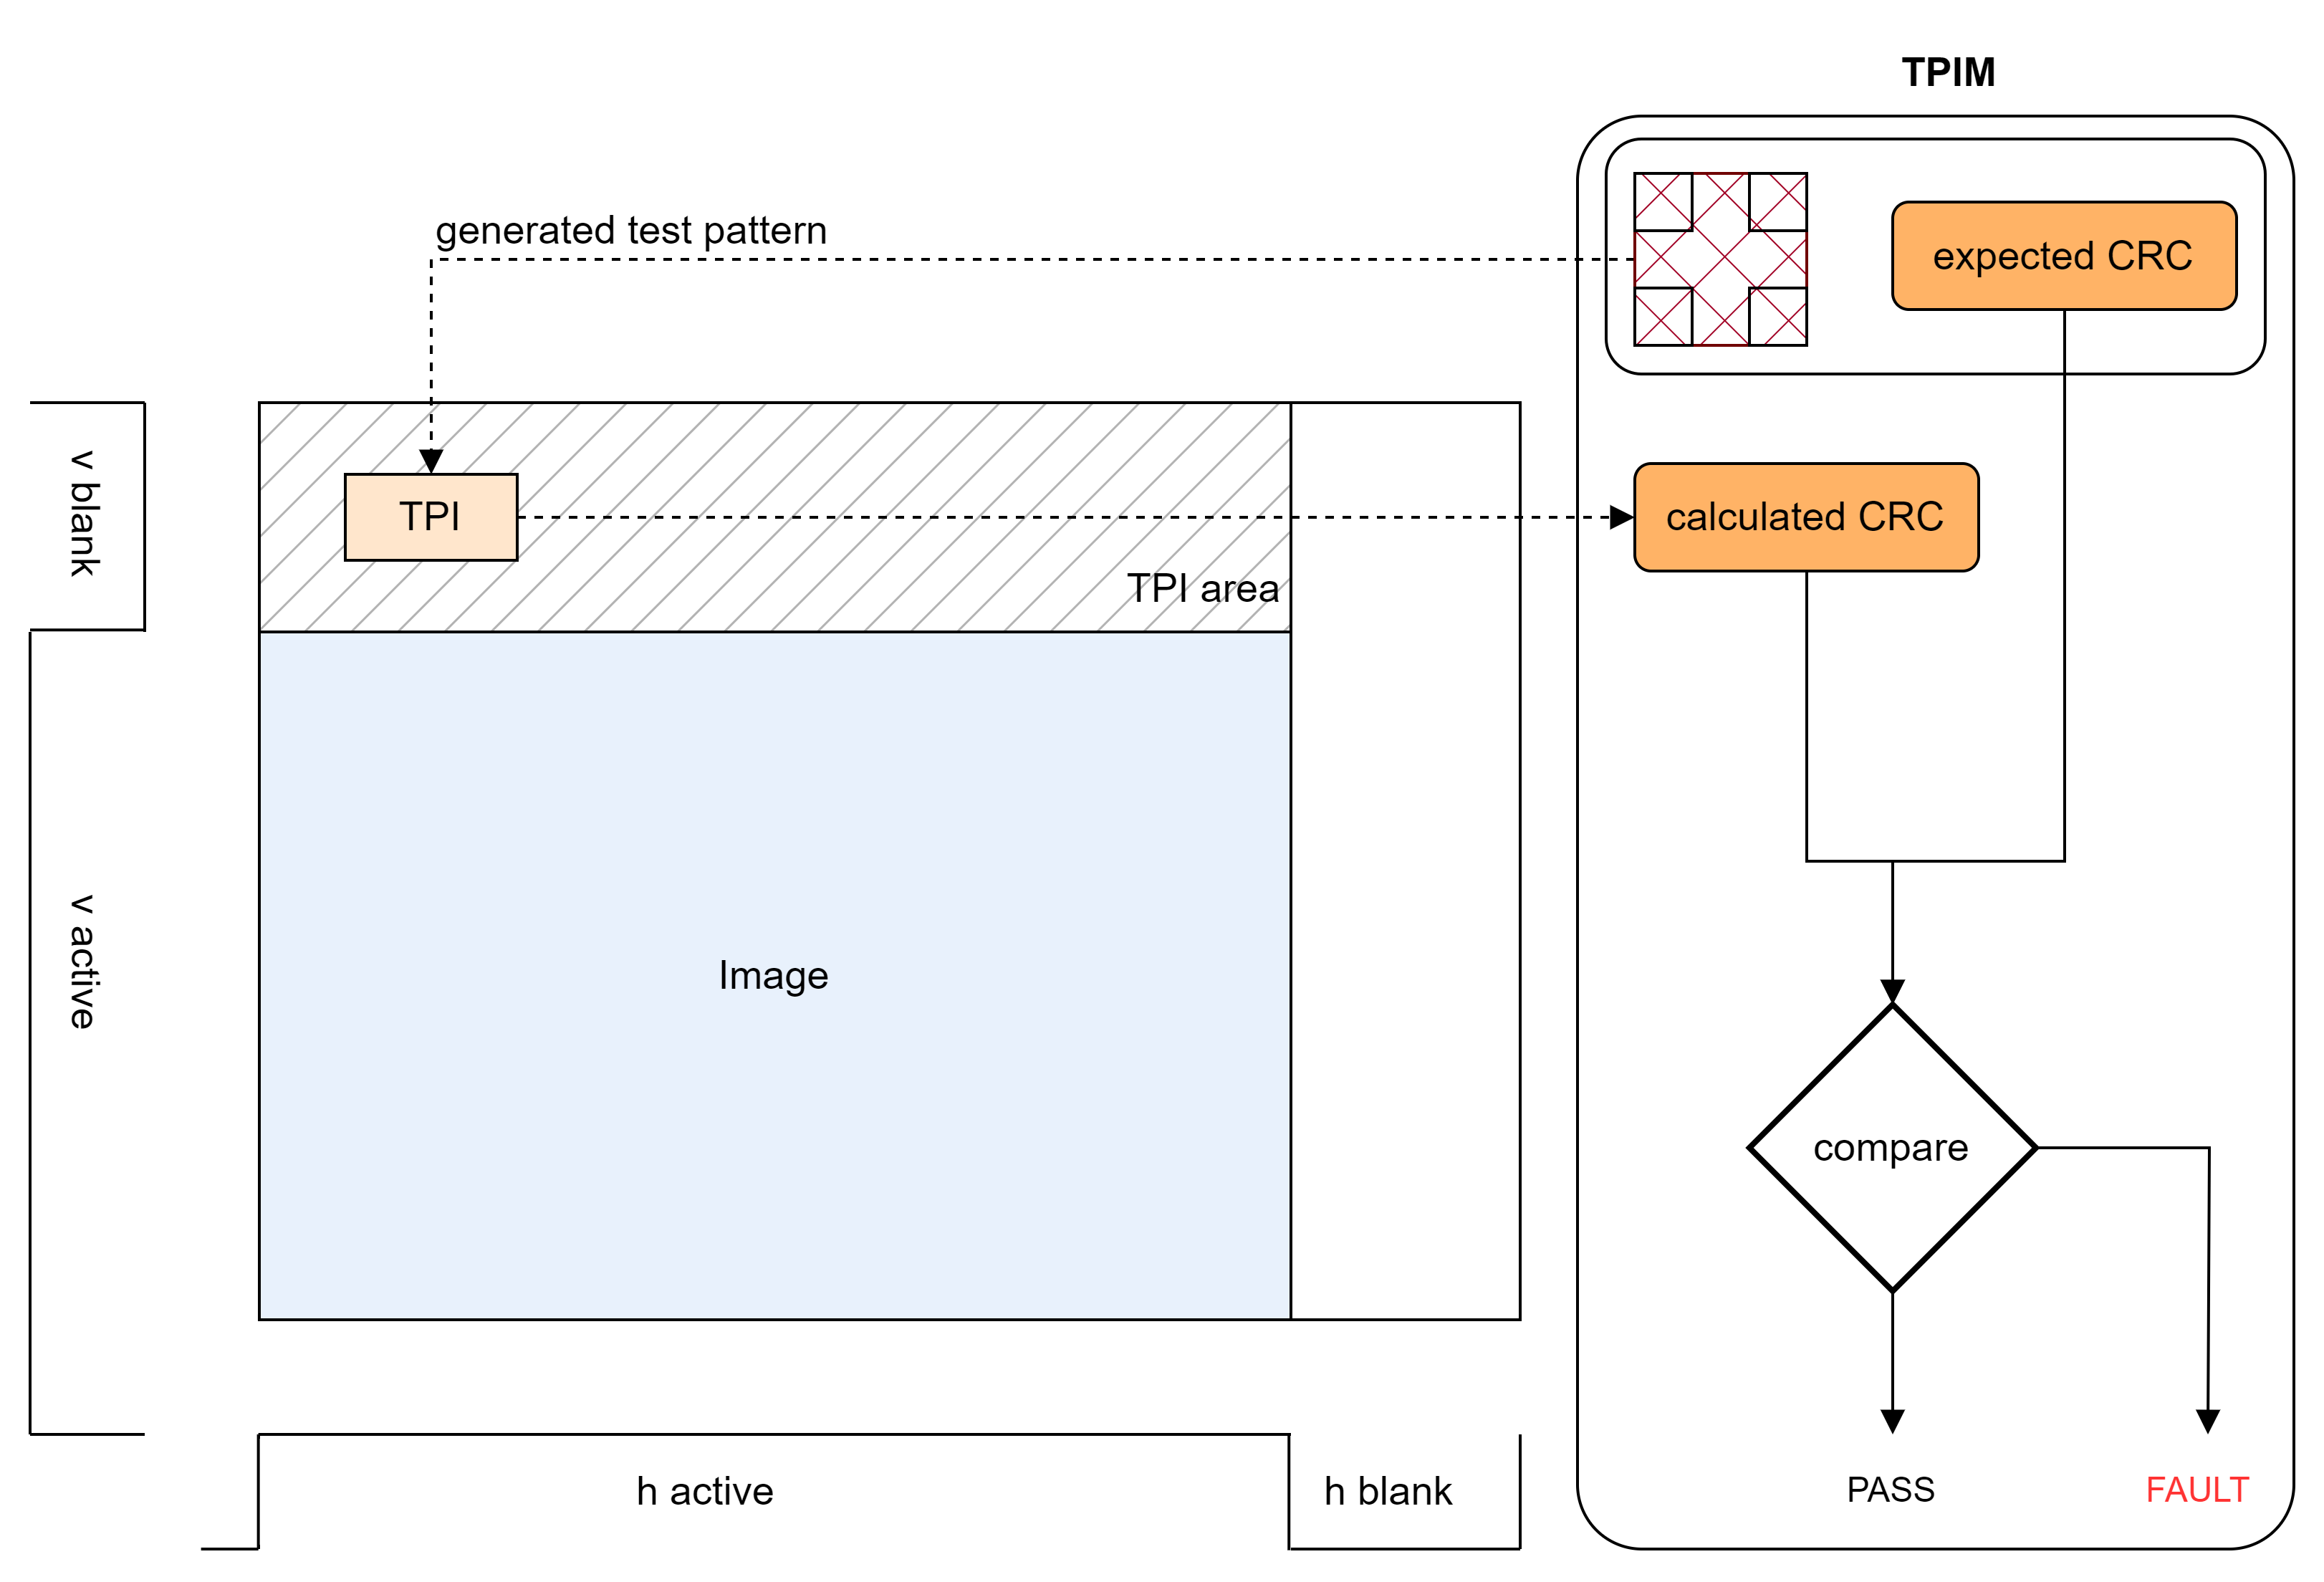 TPIM
generated test pattern
expected CRC
v blank
TPI
calculated CRC
TPI area
v active
Image
compare
h active
h blank
PASS
FAULT